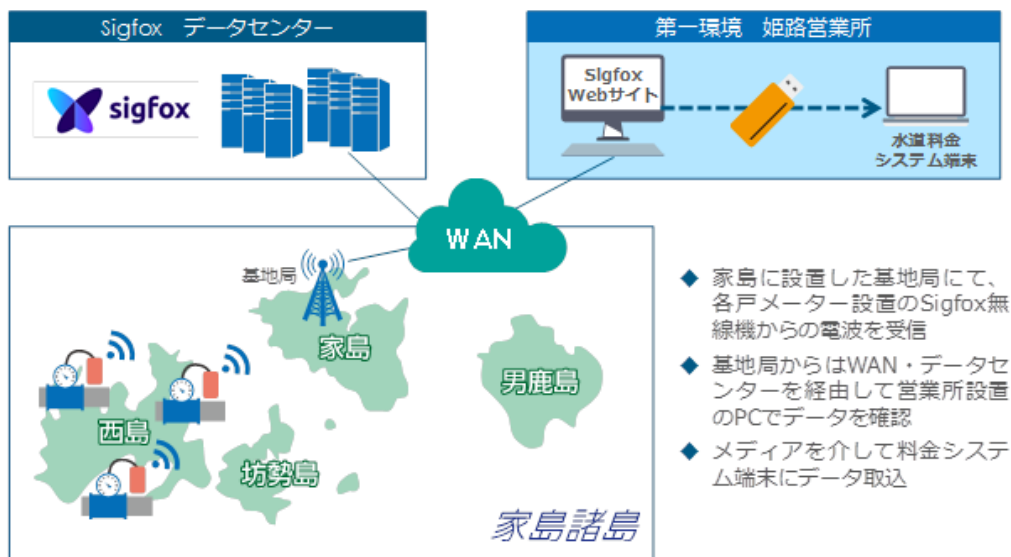 Sigfox データセンター
sigfox
第一環境 姫路営業所
Sigfox
Webサイト
水道料金
システム端末
WAN
基地局
家島
男鹿島
西島
坊勢島
家島諸島
◆ 家島に設置した基地局にて、
各戸メーター設置のSigfox無
線機からの電波を受信
◆ 基地局からはWAN・データセ
ンターを経由して営業所設置
のPCでデータを確認
◆ メディアを介して料金システ
ム端末にデータ取込